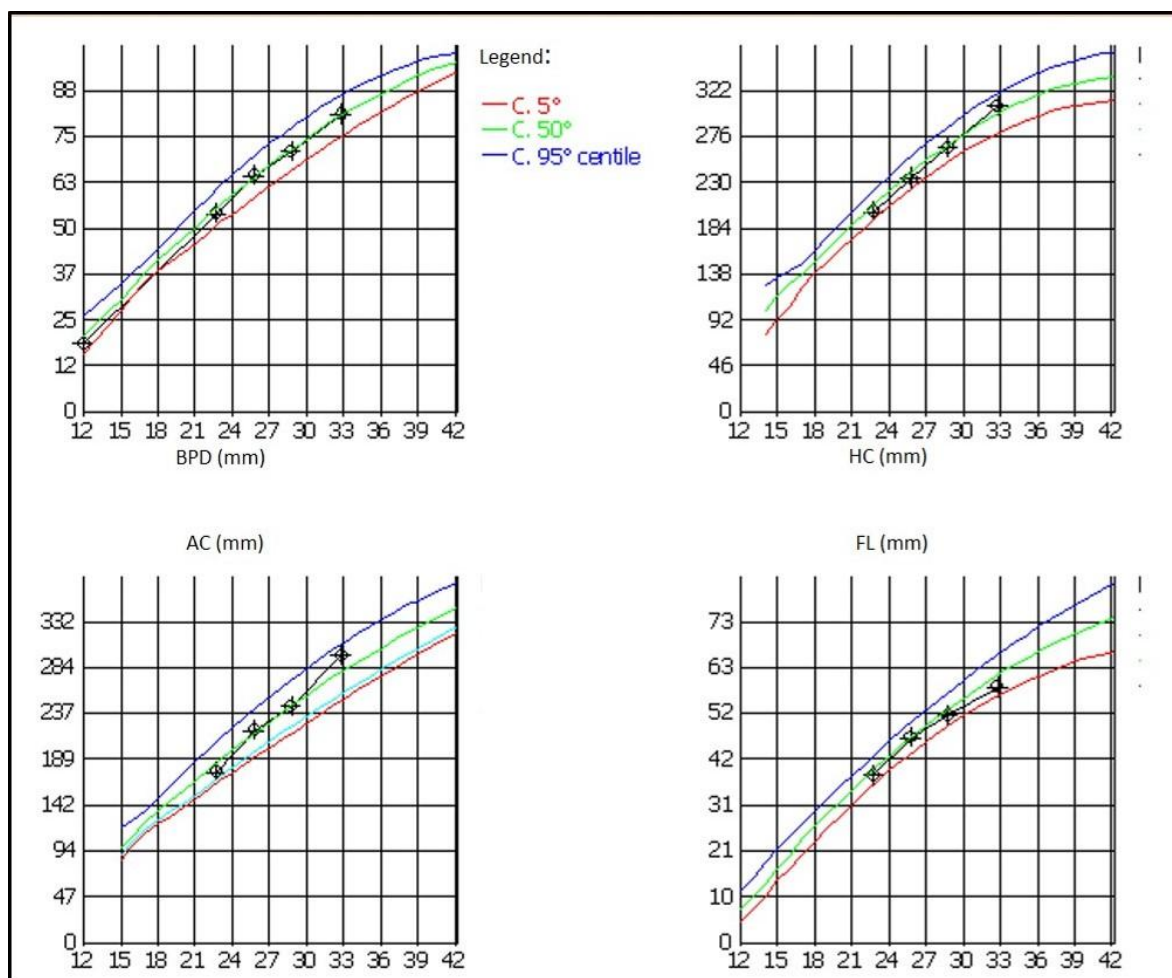 Legend:
C. 5°
C. 50°
C. 95° centile
88
75
63
50
37
25
12
0
12 15 18 21 24 27 30 33 36 39 42
BPD (mm)
322
276
230
184
138
92
46
0
12 15 18 21 24 27 30 33 36 39 42
HC (mm)
AC (mm)
332
284
237
189
142
94
47
0
12 15 18 21 24 27 30 33 36 39 42
FL (mm)
73
63
52
42
31
21
10
0
12 15 18 21 24 27 30 33 36 39 42